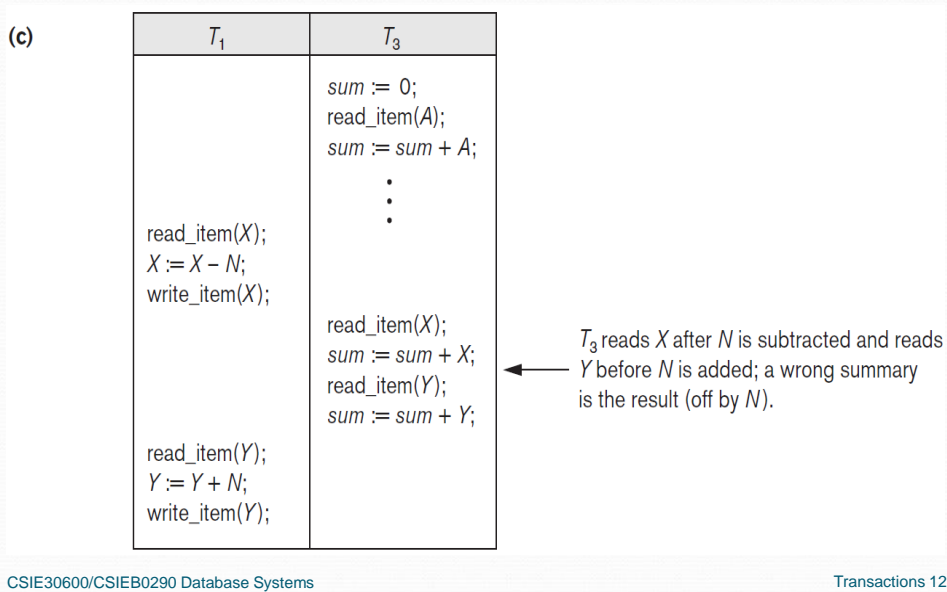 (c)
T1
T3
sum := 0;
read_item(A);
sum := sum + A;
read_item(X);
X := X – N;
write_item(X);
read_item(X);
sum := sum + X;
read_item(Y);
sum := sum + Y;
T3 reads X after N is subtracted and reads
Y before N is added; a wrong summary
is the result (off by N).
read_item(Y);
Y := Y + N;
write_item(Y);
CSIE30600/CSIEB0290 Database Systems
Transactions 12